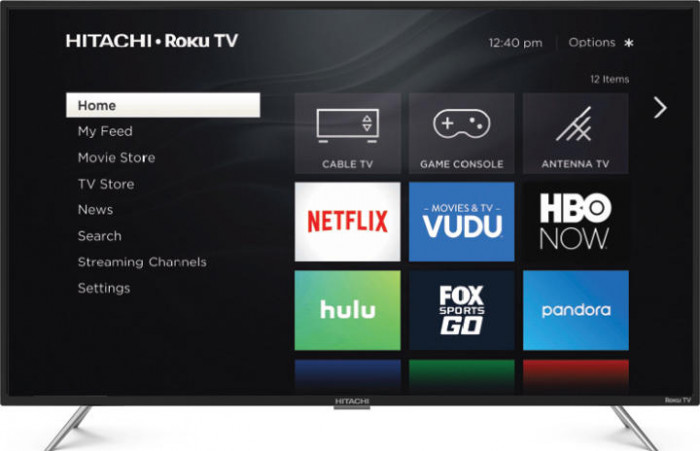 HITACHI • Roku TV
12:40 pm
Options *
12 Items
Home
My Feed
Movie Store
TV Store
News
Search
Streaming Channels
Settings
CABLE TV
GAME CONSOLE
ANTENNA TV
NETFLIX
MOVIES & TV
VUDU
HBO
NOW
hulu
FOX
SPORTS
GO
pandora
HITACHI
Roku TV